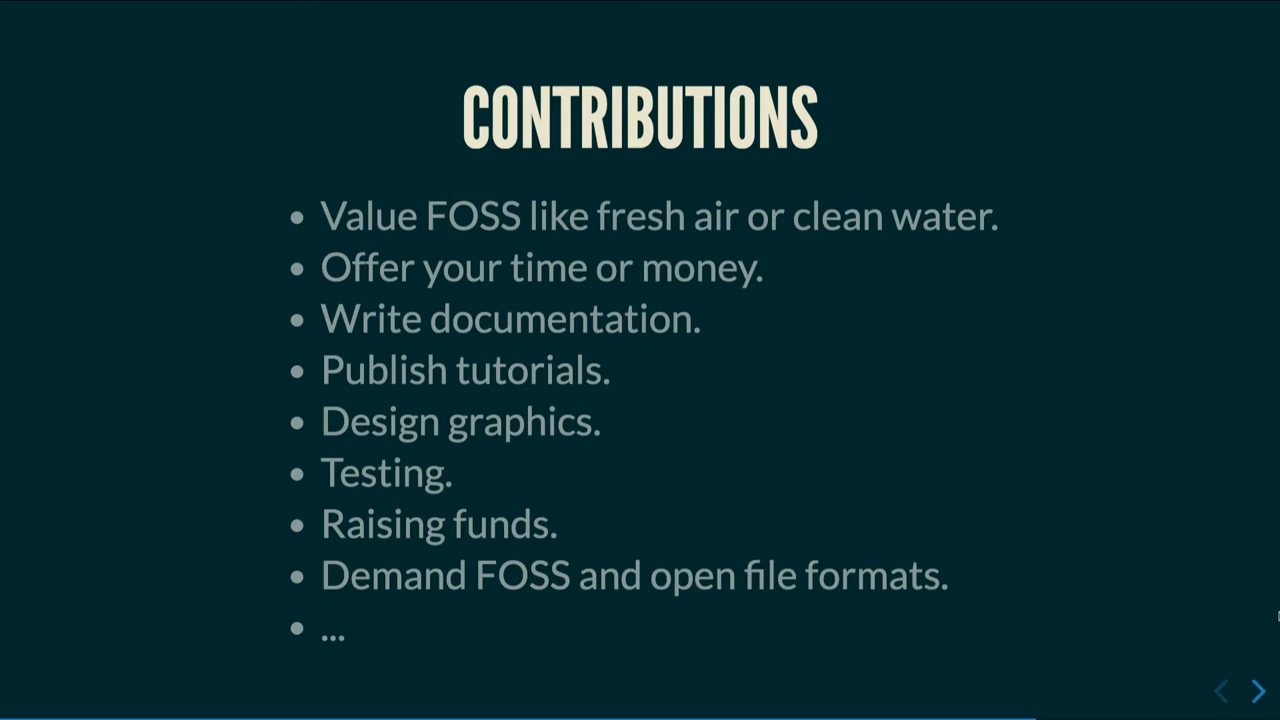 CONTRIBUTIONS
• Value FOSS like fresh air or clean water.
• Offer your time or money.
• Write documentation.
• Publish tutorials.
• Design graphics.
• Testing.
• Raising funds.
• Demand FOSS and open file formats.
• ...